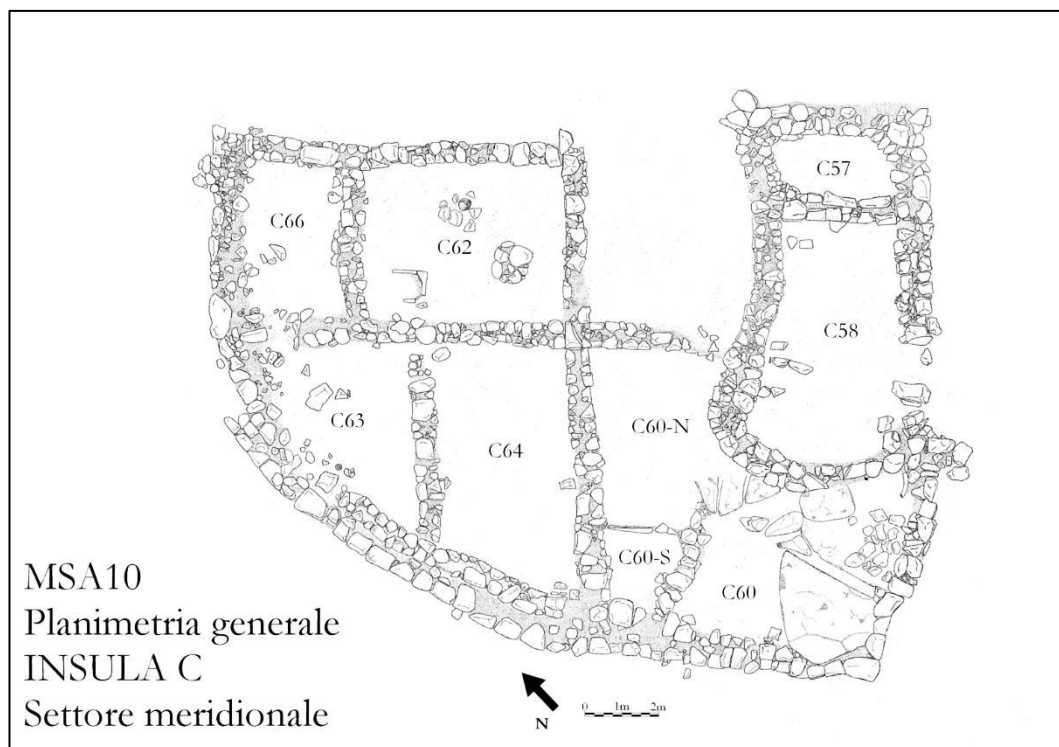 C57
C66
C62
C58
C63
C64
C60-N
C60-S
C60
MSA10
Planimetria generale
INSULA C
Settore meridionale
N
0 1m 2m